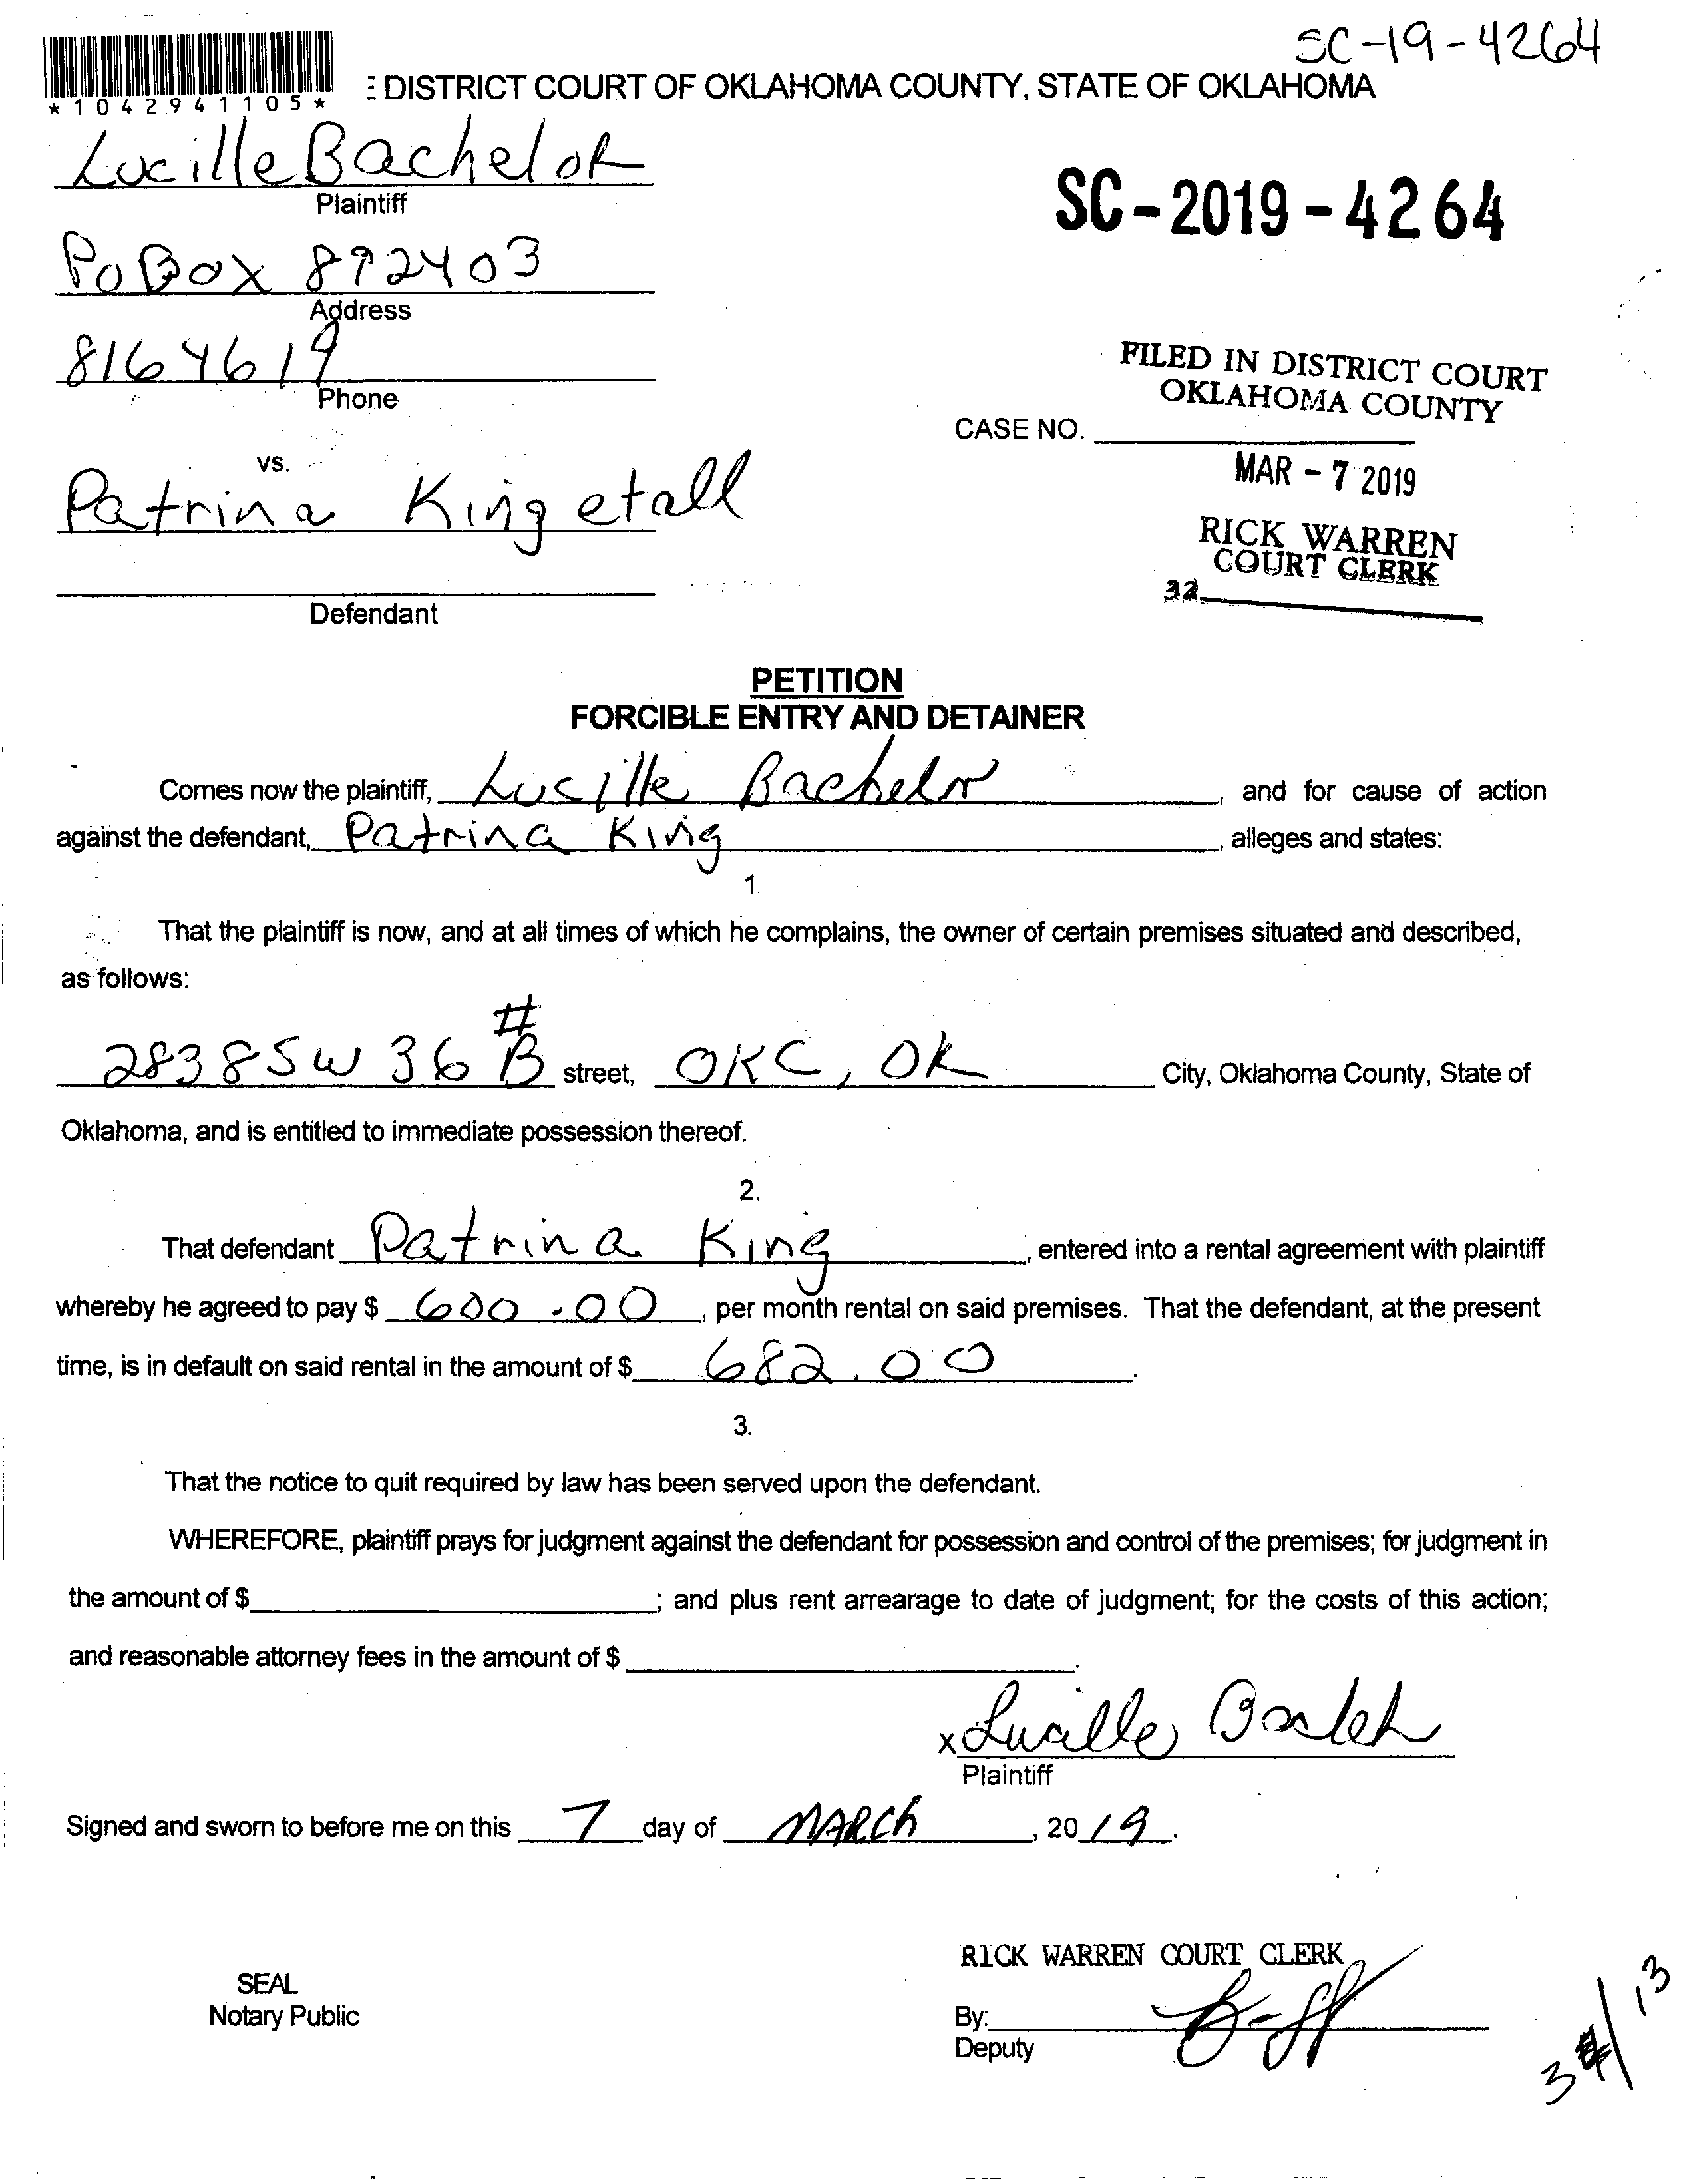 SC-19-4264
*1042941105*
E DISTRICT COURT OF OKLAHOMA COUNTY, STATE OF OKLAHOMA
Lucille Bachelor
Plaintiff
SC-2019-4264
PO Box 892403
Address
8164619
Phone
FILED IN DISTRICT COURT
OKLAHOMA COUNTY
CASE NO.
MAR - 7 2019
vs.
Patrina King etall
RICK WARREN
COURT CLERK
32
Defendant
PETITION
FORCIBLE ENTRY AND DETAINER
Comes now the plaintiff, Lucille Bachelor, and for cause of action
against the defendant, Patrina King, alleges and states:
1.
That the plaintiff is now, and at all times of which he complains, the owner of certain premises situated and described,
as follows:
2838 SW 36 #B street, OKC, OK City, Oklahoma County, State of
Oklahoma, and is entitled to immediate possession thereof.
2.
That defendant Patrina King, entered into a rental agreement with plaintiff
whereby he agreed to pay $ 600.00, per month rental on said premises. That the defendant, at the present
time, is in default on said rental in the amount of $ 682.00.
3.
That the notice to quit required by law has been served upon the defendant.
WHEREFORE, plaintiff prays for judgment against the defendant for possession and control of the premises; for judgment in
the amount of $ ; and plus rent arrearage to date of judgment; for the costs of this action;
and reasonable attorney fees in the amount of $ .
x Lucille Bachelor
Plaintiff
Signed and sworn to before me on this 7 day of MARCH, 2019.
RICK WARREN COURT CLERK
SEAL
Notary Public
By:
Deputy